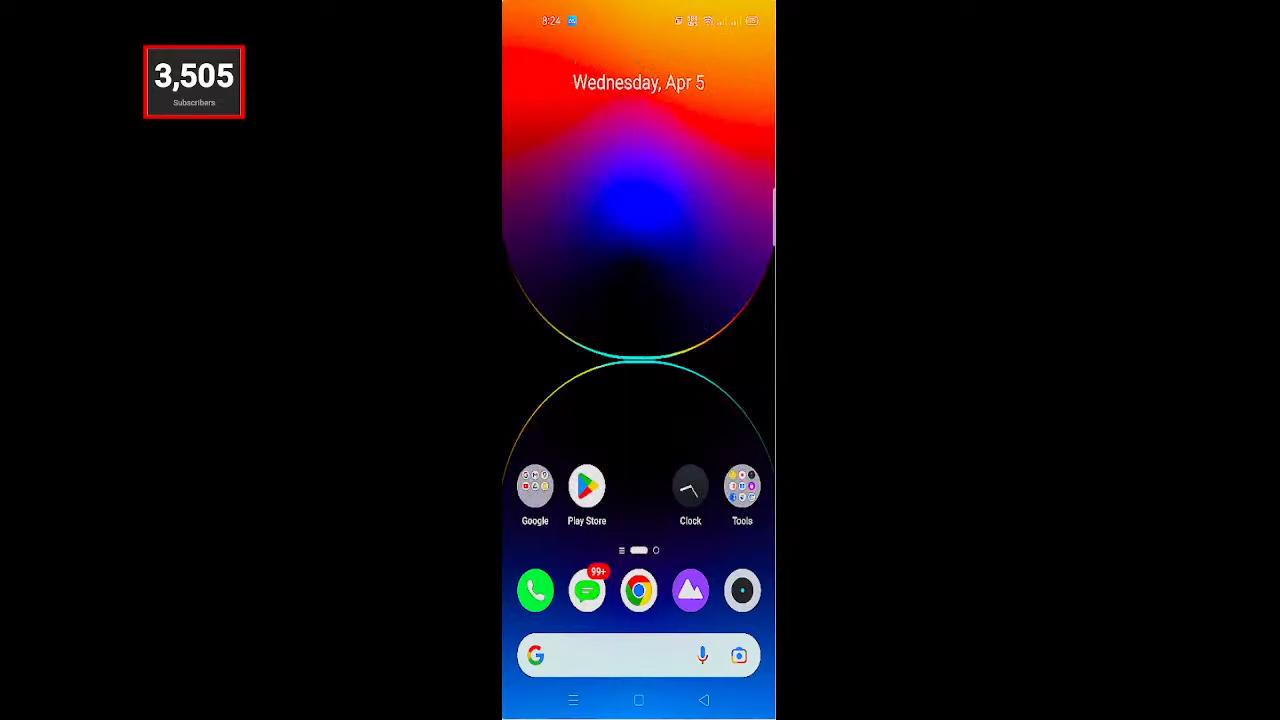 8:24
3,505
Subscribers
Wednesday, Apr 5
Google
Play Store
Clock
Tools
99+